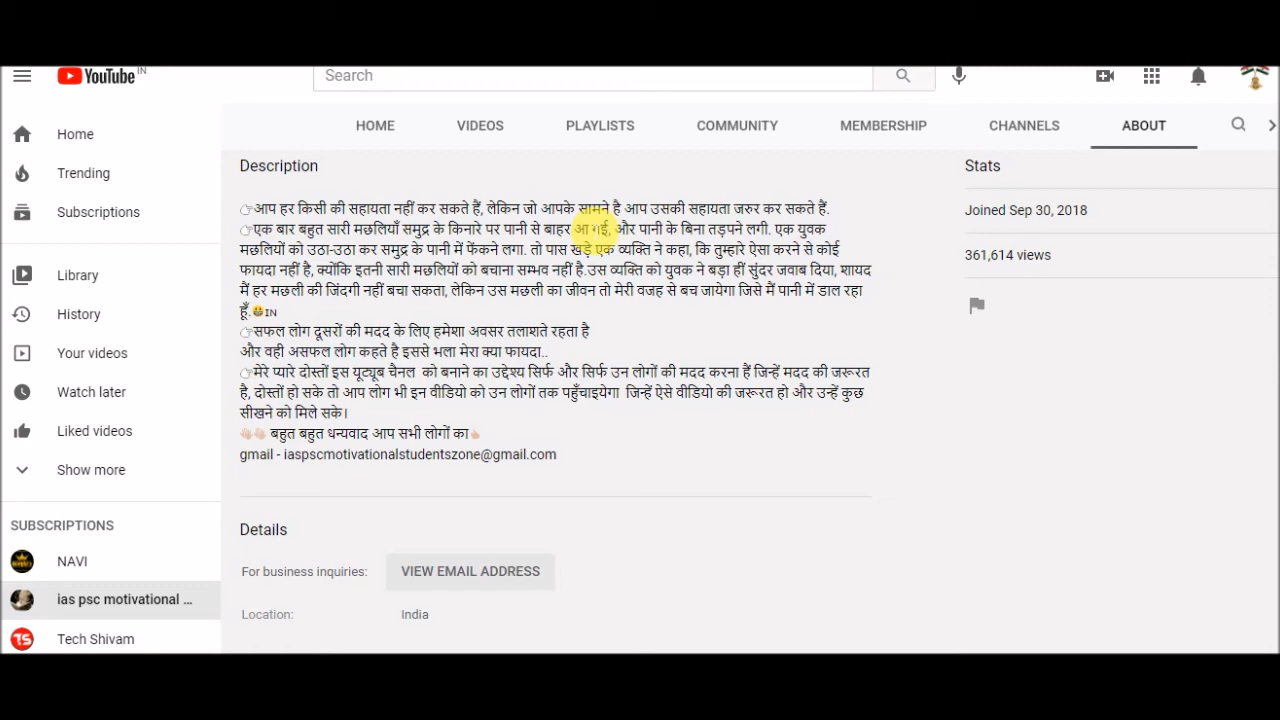 YouTube IN
Search
HOME VIDEOS PLAYLISTS COMMUNITY MEMBERSHIP CHANNELS ABOUT
Home
Trending
Subscriptions
Library
History
Your videos
Watch later
Liked videos
Show more
SUBSCRIPTIONS
NAVI
ias psc motivational ...
Tech Shivam
Description
👉आप हर किसी की सहायता नहीं कर सकते हैं, लेकिन जो आपके सामने है आप उसकी सहायता जरुर कर सकते हैं.
👉एक बार बहुत सारी मछलियाँ समुद्र के किनारे पर पानी से बाहर आ गई, और पानी के बिना तड़पने लगी. एक युवक
मछलियों को उठा-उठा कर समुद्र के पानी में फेंकने लगा. तो पास खड़े एक व्यक्ति ने कहा, कि तुम्हारे ऐसा करने से कोई
फायदा नहीं है, क्योंकि इतनी सारी मछलियों को बचाना सम्भव नहीं है.उस व्यक्ति को युवक ने बड़ा हीं सुंदर जवाब दिया, शायद
मैं हर मछली की जिंदगी नहीं बचा सकता, लेकिन उस मछली का जीवन तो मेरी वजह से बच जायेगा जिसे मैं पानी में डाल रहा
हूँ.😃IN
👉सफल लोग दूसरों की मदद के लिए हमेशा अवसर तलाशते रहता है
और वही असफल लोग कहते है इससे भला मेरा क्या फायदा..
👉मेरे प्यारे दोस्तों इस यूट्यूब चैनल को बनाने का उद्देश्य सिर्फ और सिर्फ उन लोगों की मदद करना हैं जिन्हें मदद की जरूरत
है, दोस्तों हो सके तो आप लोग भी इन वीडियो को उन लोगों तक पहुँचाइयेगा जिन्हें ऐसे वीडियो की जरूरत हो और उन्हें कुछ
सीखने को मिले सके।
👏👏 बहुत बहुत धन्यवाद आप सभी लोगों का👆
gmail - iaspscmotivationalstudentszone@gmail.com
Details
For business inquiries: VIEW EMAIL ADDRESS
Location: India
Stats
Joined Sep 30, 2018
361,614 views